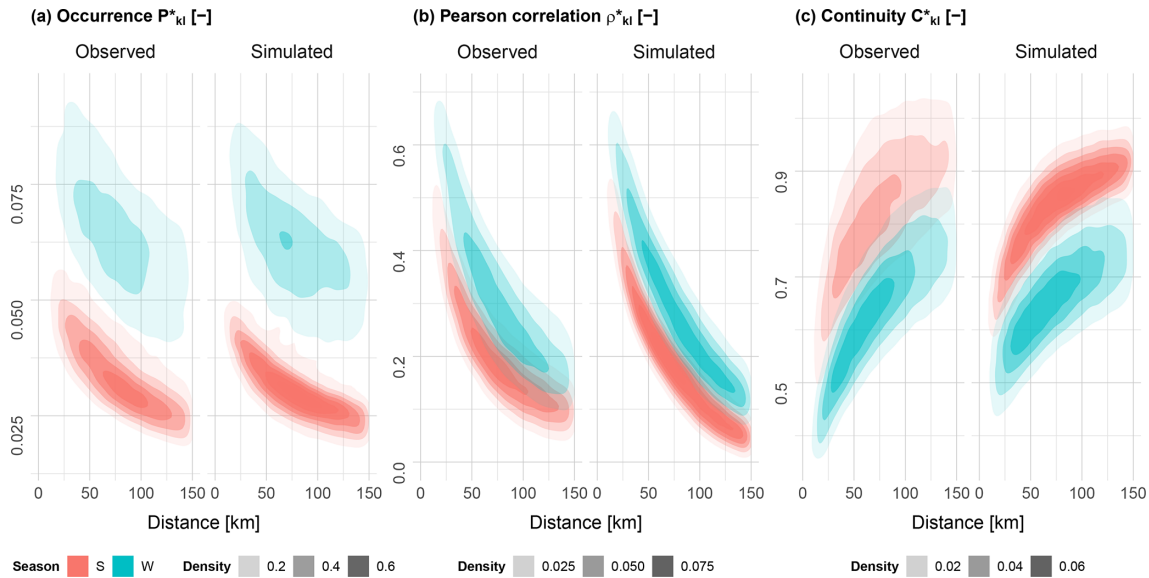 (a) Occurrence P*kl [−]
(b) Pearson correlation ρ*kl [−]
(c) Continuity C*kl [−]
Observed Simulated
Observed Simulated
Observed Simulated
0.075
0.050
0.025
0.6
0.4
0.2
0.0
0.9
0.7
0.5
0 50 100 150 0 50 100 150
0 50 100 150 0 50 100 150
0 50 100 150 0 50 100 150
Distance [km]
Distance [km]
Distance [km]
Season S W
Density 0.2 0.4 0.6
Density 0.025 0.050 0.075
Density 0.02 0.04 0.06